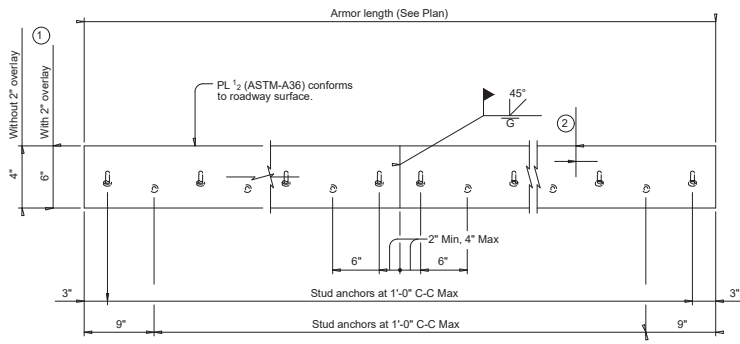 Armor length (See Plan)
1
Without 2" overlay
With 2" overlay
PL 1/2 (ASTM-A36) conforms
to roadway surface.
45°
G
2
4"
6"
2" Min, 4" Max
6"
6"
3"
Stud anchors at 1'-0" C-C Max
3"
9"
Stud anchors at 1'-0" C-C Max
9"